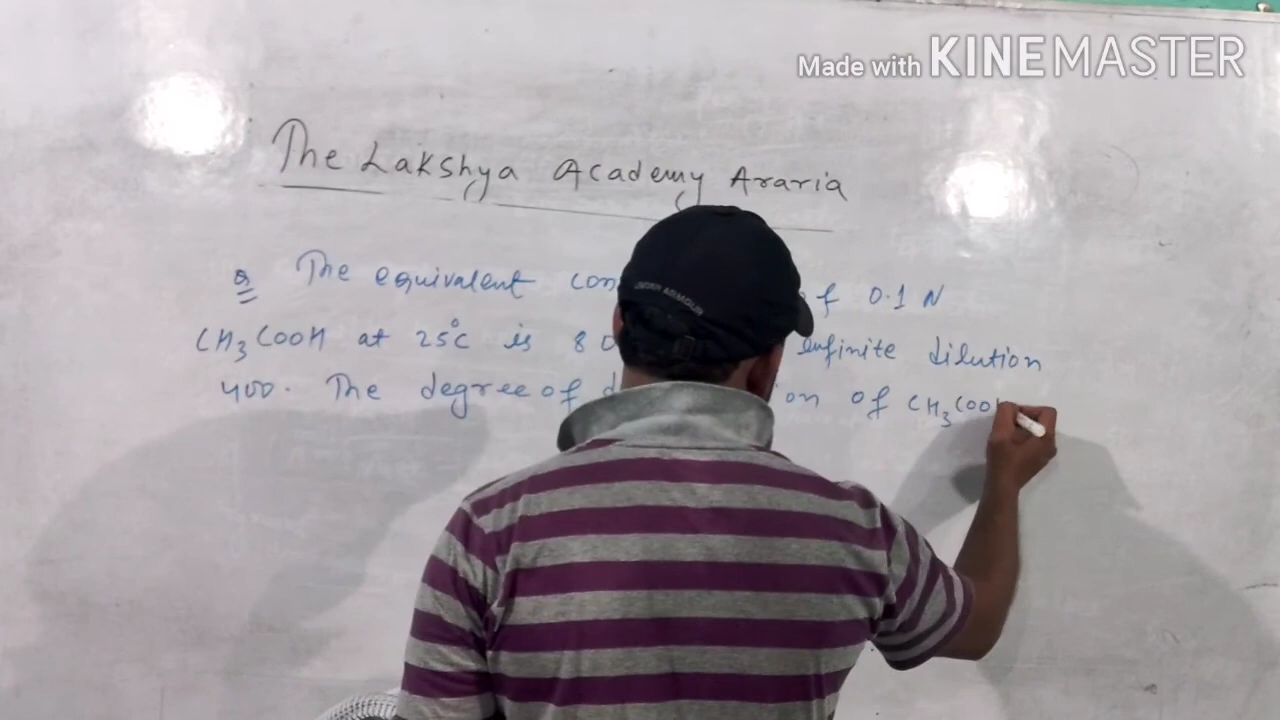 Made with KINEMASTER
The Lakshya Academy Araria
Q The equivalent con of 0.1 N
CH3COOH at 25°C is 80 infinite dilution
400. The degree of d ion of CH3COO